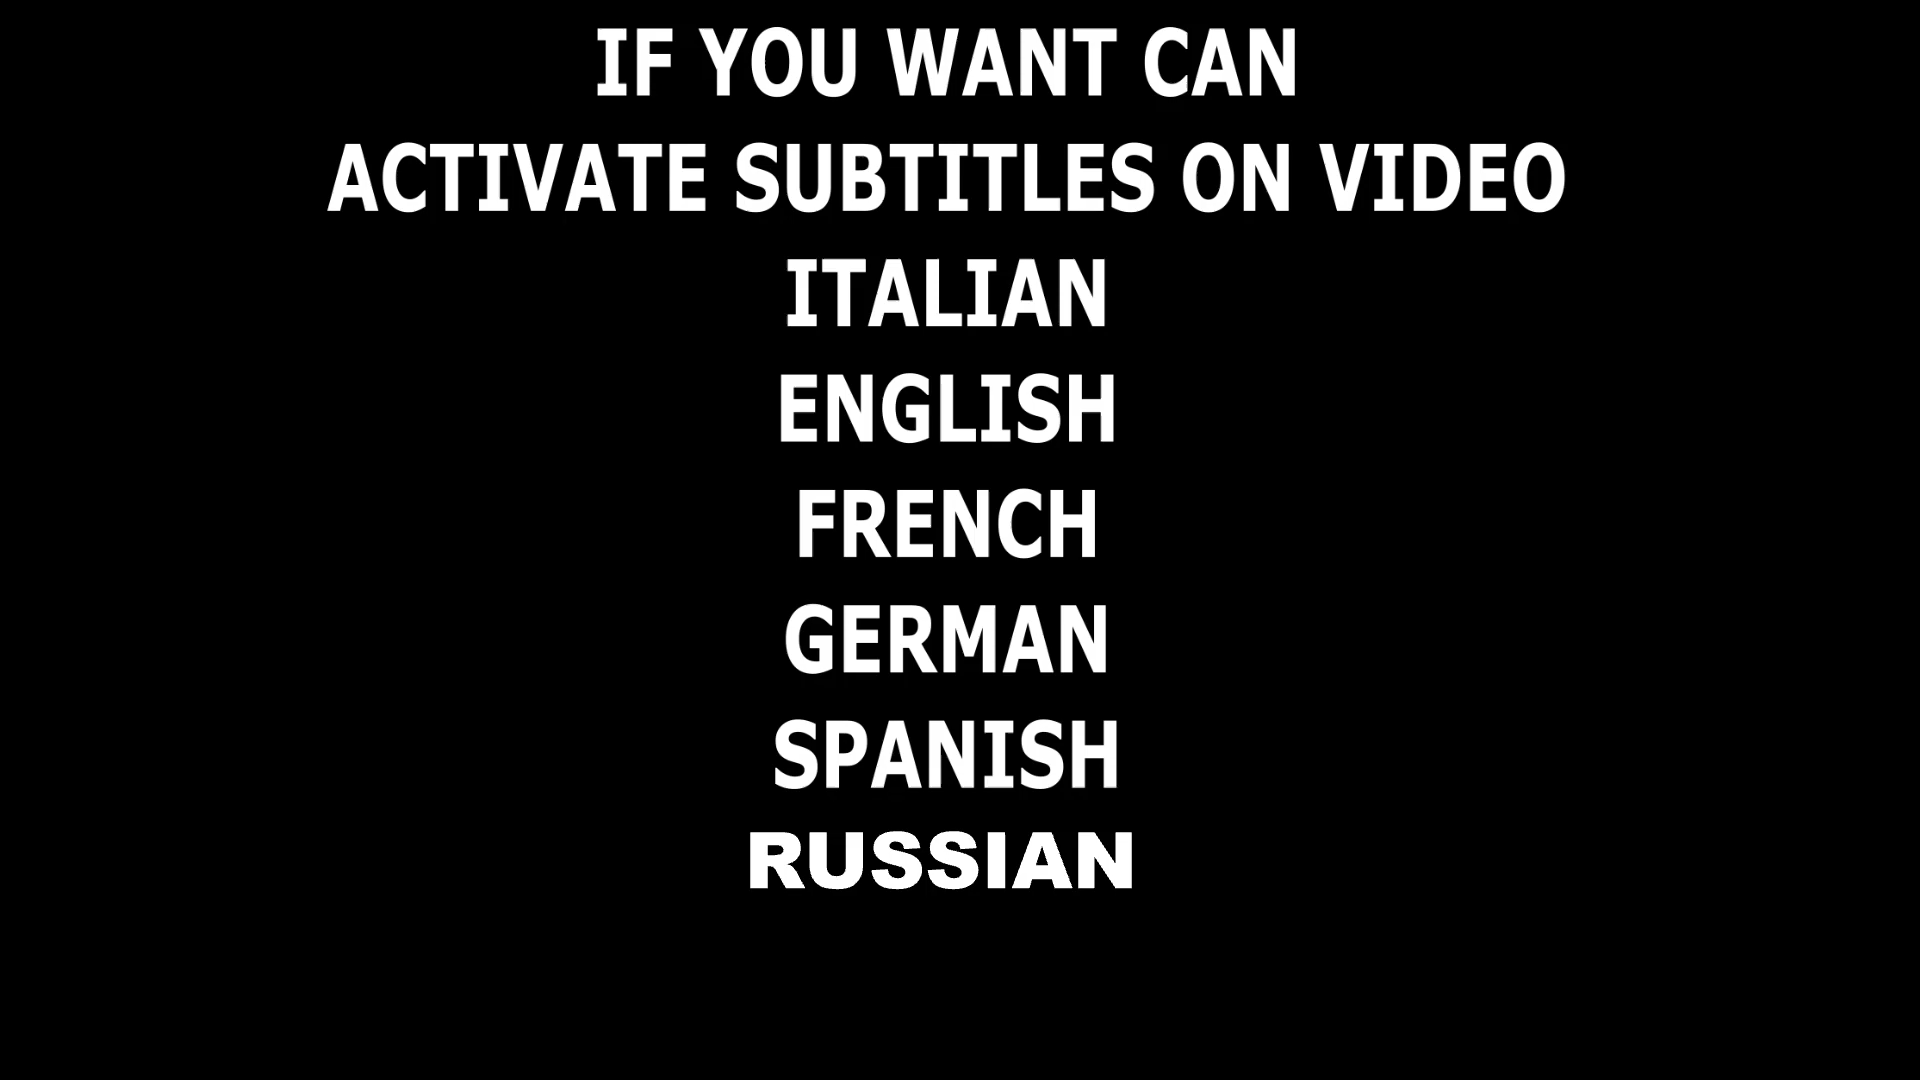 IF YOU WANT CAN
ACTIVATE SUBTITLES ON VIDEO
ITALIAN
ENGLISH
FRENCH
GERMAN
SPANISH
RUSSIAN